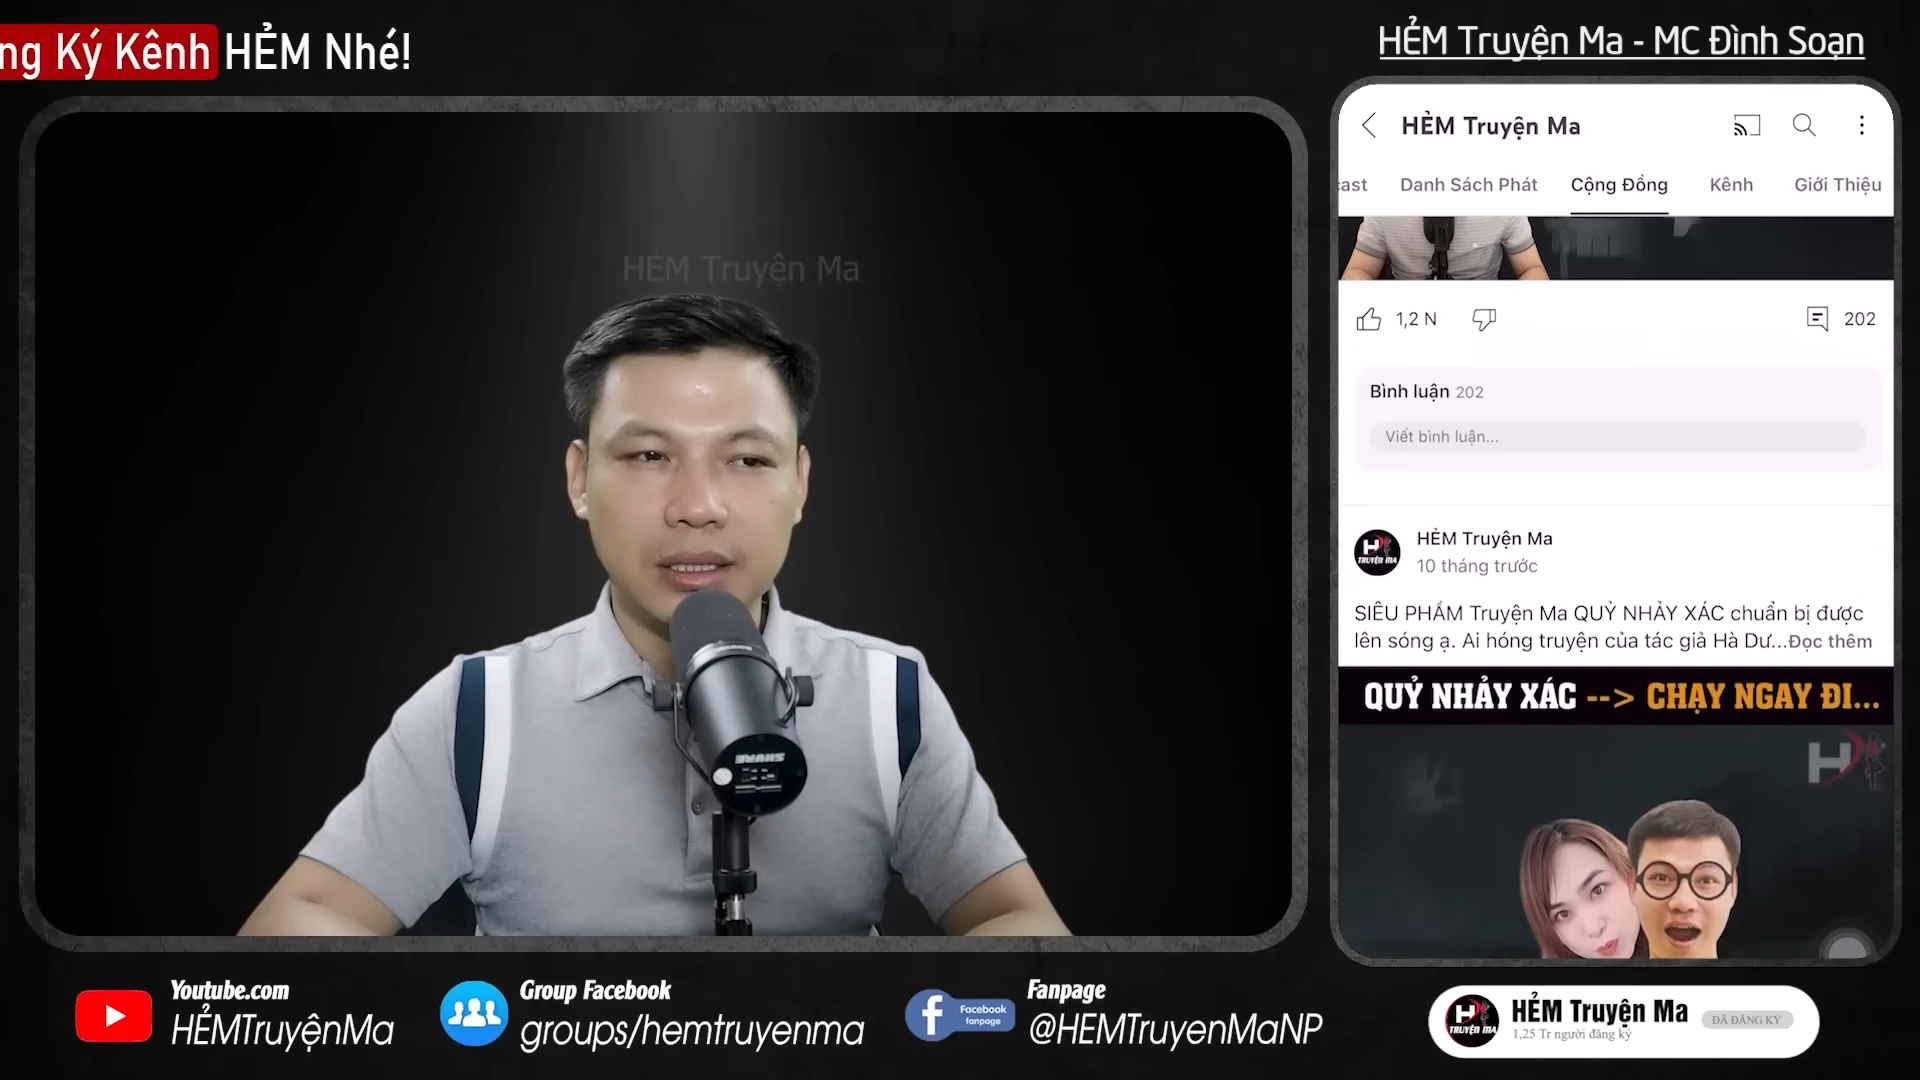 ng Ký Kênh HẺM Nhé!
HẺM Truyện Ma - MC Đình Soạn
HẺM Truyện Ma
HẺM Truyện Ma
cast Danh Sách Phát Cộng Đồng Kênh Giới Thiệu
1,2 N 202
Bình luận 202
Viết bình luận...
HẺM Truyện Ma
10 tháng trước
SIÊU PHẨM Truyện Ma QUỶ NHẢY XÁC chuẩn bị được
lên sóng ạ. Ai hóng truyện của tác giả Hà Dư...Đọc thêm
QUỶ NHẢY XÁC --> CHẠY NGAY ĐI...
H
SHURE
Youtube.com
HẺMTruyệnMa
Group Facebook
groups/hemtruyenma
Facebook
fanpage
Fanpage
@HEMTruyenMaNP
H
TRUYỆN MA
HẺM Truyện Ma
1,25 Tr người đăng ký
ĐÃ ĐĂNG KÝ